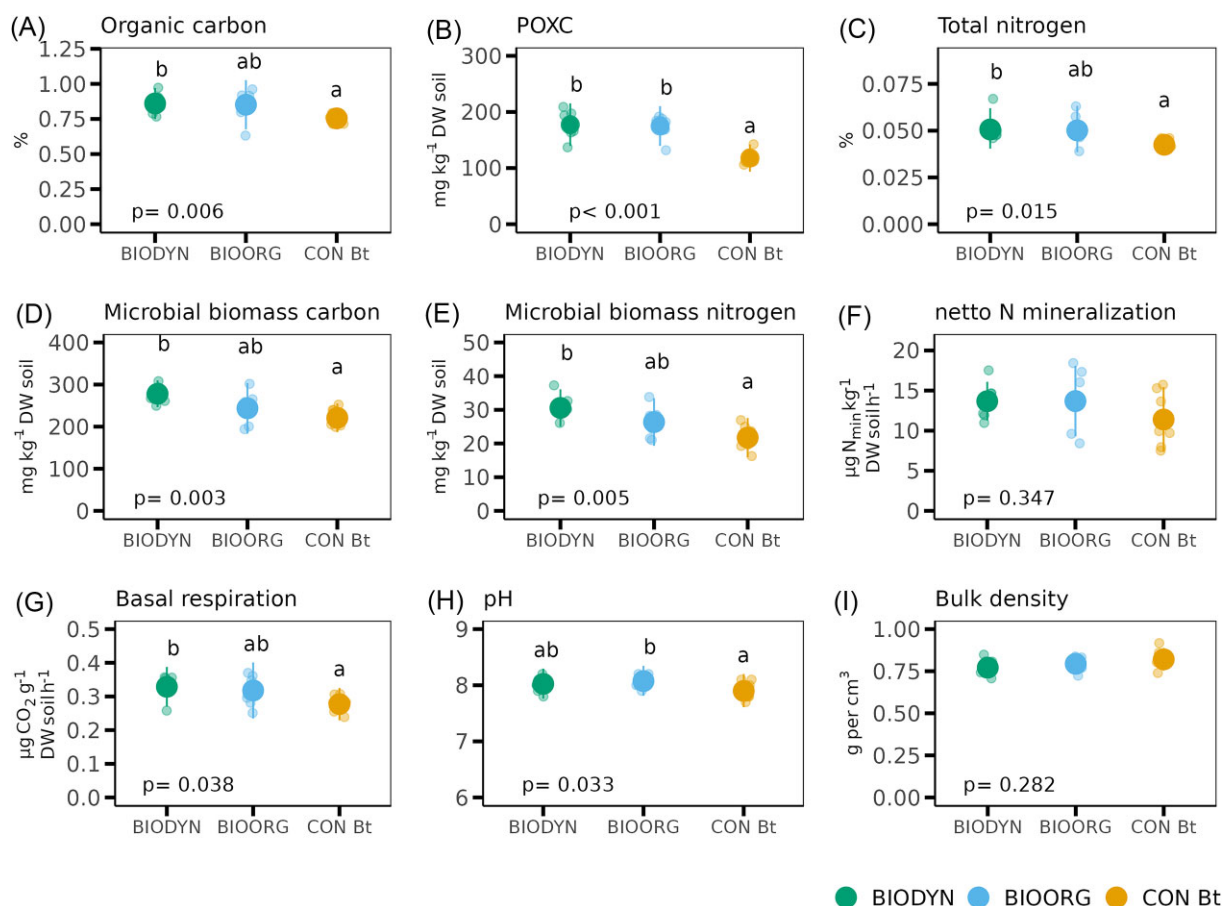 (A) Organic carbon
1.25
1.00
0.75
0.50
0.25
0.00
%
b ab a
p= 0.006
BIODYN BIOORG CON Bt
(B) POXC
300
200
100
0
mg kg⁻¹ DW soil
b b a
p< 0.001
BIODYN BIOORG CON Bt
(C) Total nitrogen
0.075
0.050
0.025
0.000
%
b ab a
p= 0.015
BIODYN BIOORG CON Bt
(D) Microbial biomass carbon
400
300
200
100
0
mg kg⁻¹ DW soil
b ab a
p= 0.003
BIODYN BIOORG CON Bt
(E) Microbial biomass nitrogen
50
40
30
20
10
0
mg kg⁻¹ DW soil
b ab a
p= 0.005
BIODYN BIOORG CON Bt
(F) netto N mineralization
20
15
10
5
0
µg Nmin kg⁻¹
DW soil h⁻¹
p= 0.347
BIODYN BIOORG CON Bt
(G) Basal respiration
0.5
0.4
0.3
0.2
0.1
0.0
µg CO₂ g⁻¹
DW soil h⁻¹
b ab a
p= 0.038
BIODYN BIOORG CON Bt
(H) pH
9
8
7
6
ab b a
p= 0.033
BIODYN BIOORG CON Bt
(I) Bulk density
1.00
0.75
0.50
0.25
0.00
g per cm³
p= 0.282
BIODYN BIOORG CON Bt
BIODYN BIOORG CON Bt